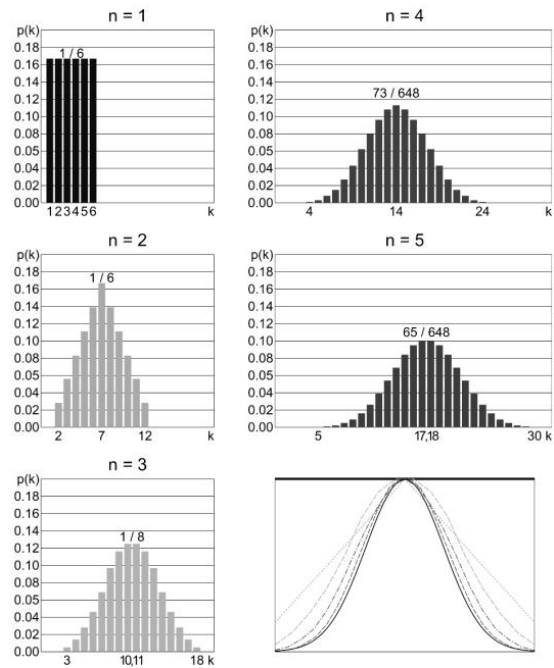 n = 1
p(k)
1 / 6
0.18
0.16
0.14
0.12
0.10
0.08
0.06
0.04
0.02
0.00
1 2 3 4 5 6 k
n = 4
p(k)
73 / 648
0.18
0.16
0.14
0.12
0.10
0.08
0.06
0.04
0.02
0.00
4 14 24 k
n = 2
p(k)
1 / 6
0.18
0.16
0.14
0.12
0.10
0.08
0.06
0.04
0.02
0.00
2 7 12 k
n = 5
p(k)
65 / 648
0.18
0.16
0.14
0.12
0.10
0.08
0.06
0.04
0.02
0.00
5 17,18 30 k
n = 3
p(k)
1 / 8
0.18
0.16
0.14
0.12
0.10
0.08
0.06
0.04
0.02
0.00
3 10,11 18 k